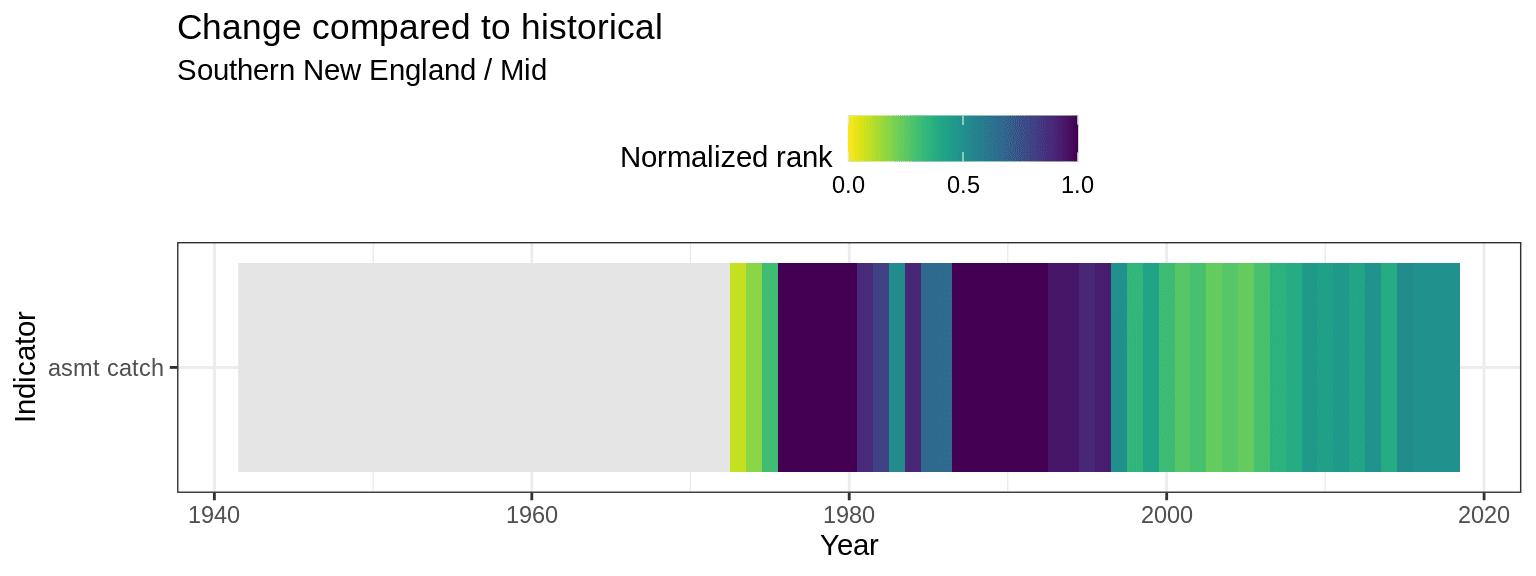 Change compared to historical
Southern New England / Mid
Normalized rank
0.0 0.5 1.0
Indicator
asmt catch
1940 1960 1980 2000 2020
Year